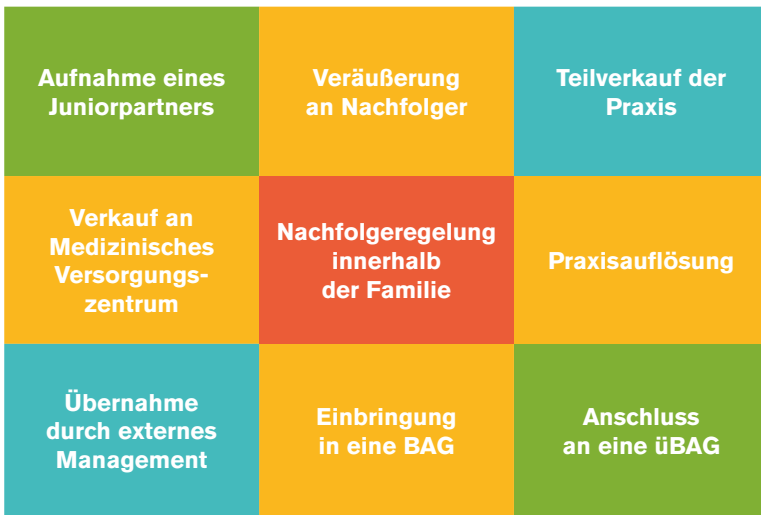 Aufnahme eines
Juniorpartners
Veräußerung
an Nachfolger
Teilverkauf der
Praxis
Verkauf an
Medizinisches
Versorgungs-
zentrum
Nachfolgeregelung
innerhalb
der Familie
Praxisauflösung
Übernahme
durch externes
Management
Einbringung
in eine BAG
Anschluss
an eine üBAG